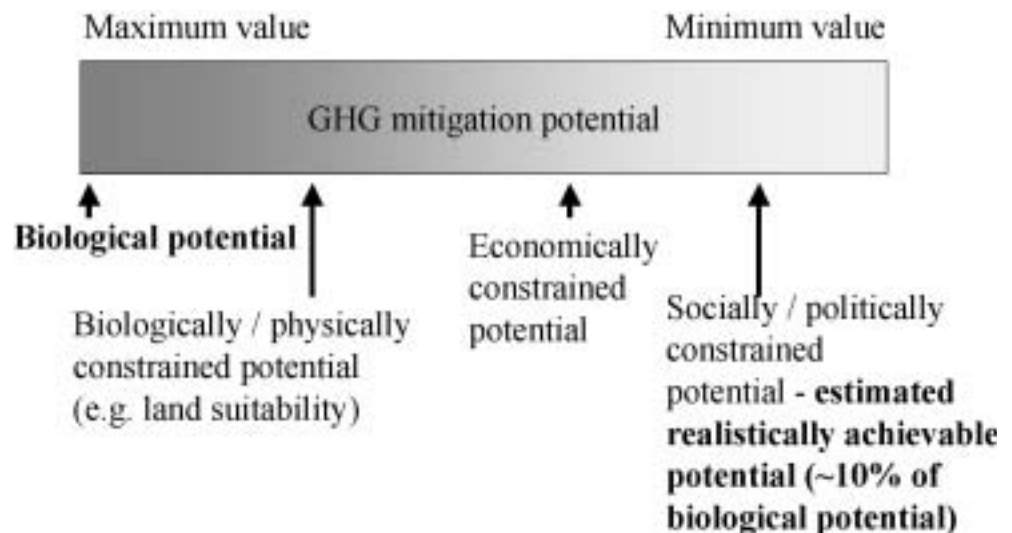 Maximum value
Minimum value
GHG mitigation potential
Biological potential
Biologically / physically
constrained potential
(e.g. land suitability)
Economically
constrained
potential
Socially / politically
constrained
potential - estimated
realistically achievable
potential (~10% of
biological potential)